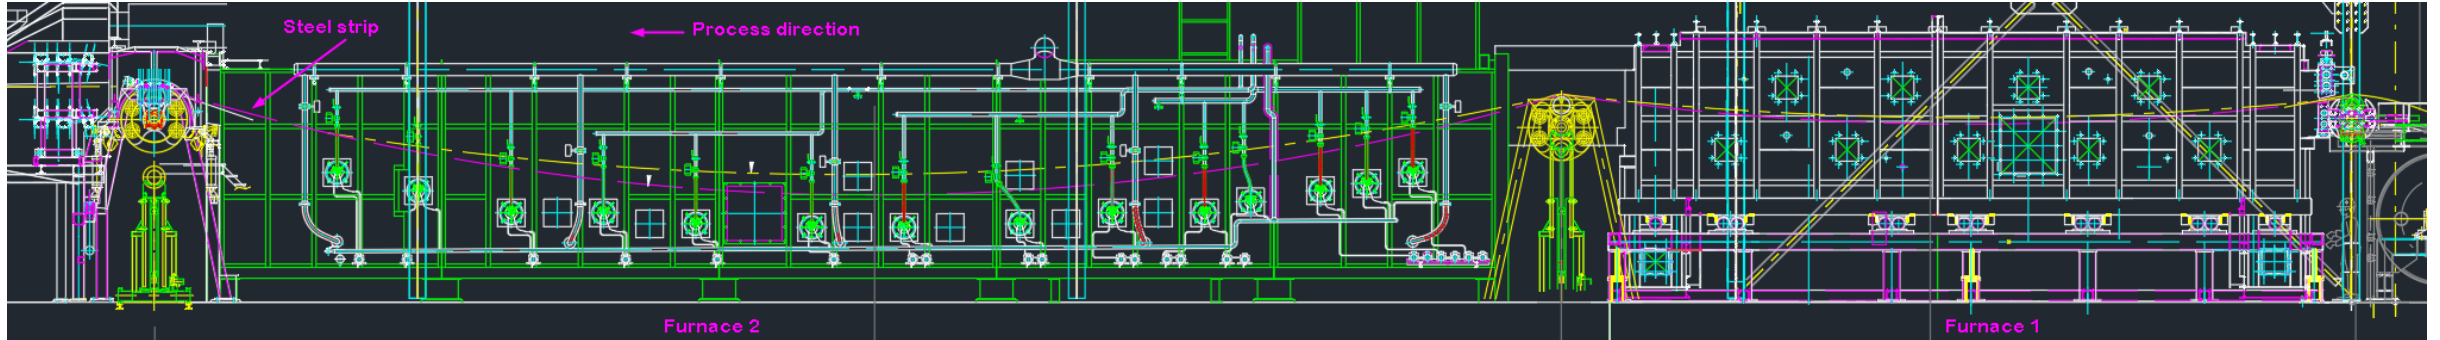 Steel strip
Process direction
Furnace 2
Furnace 1